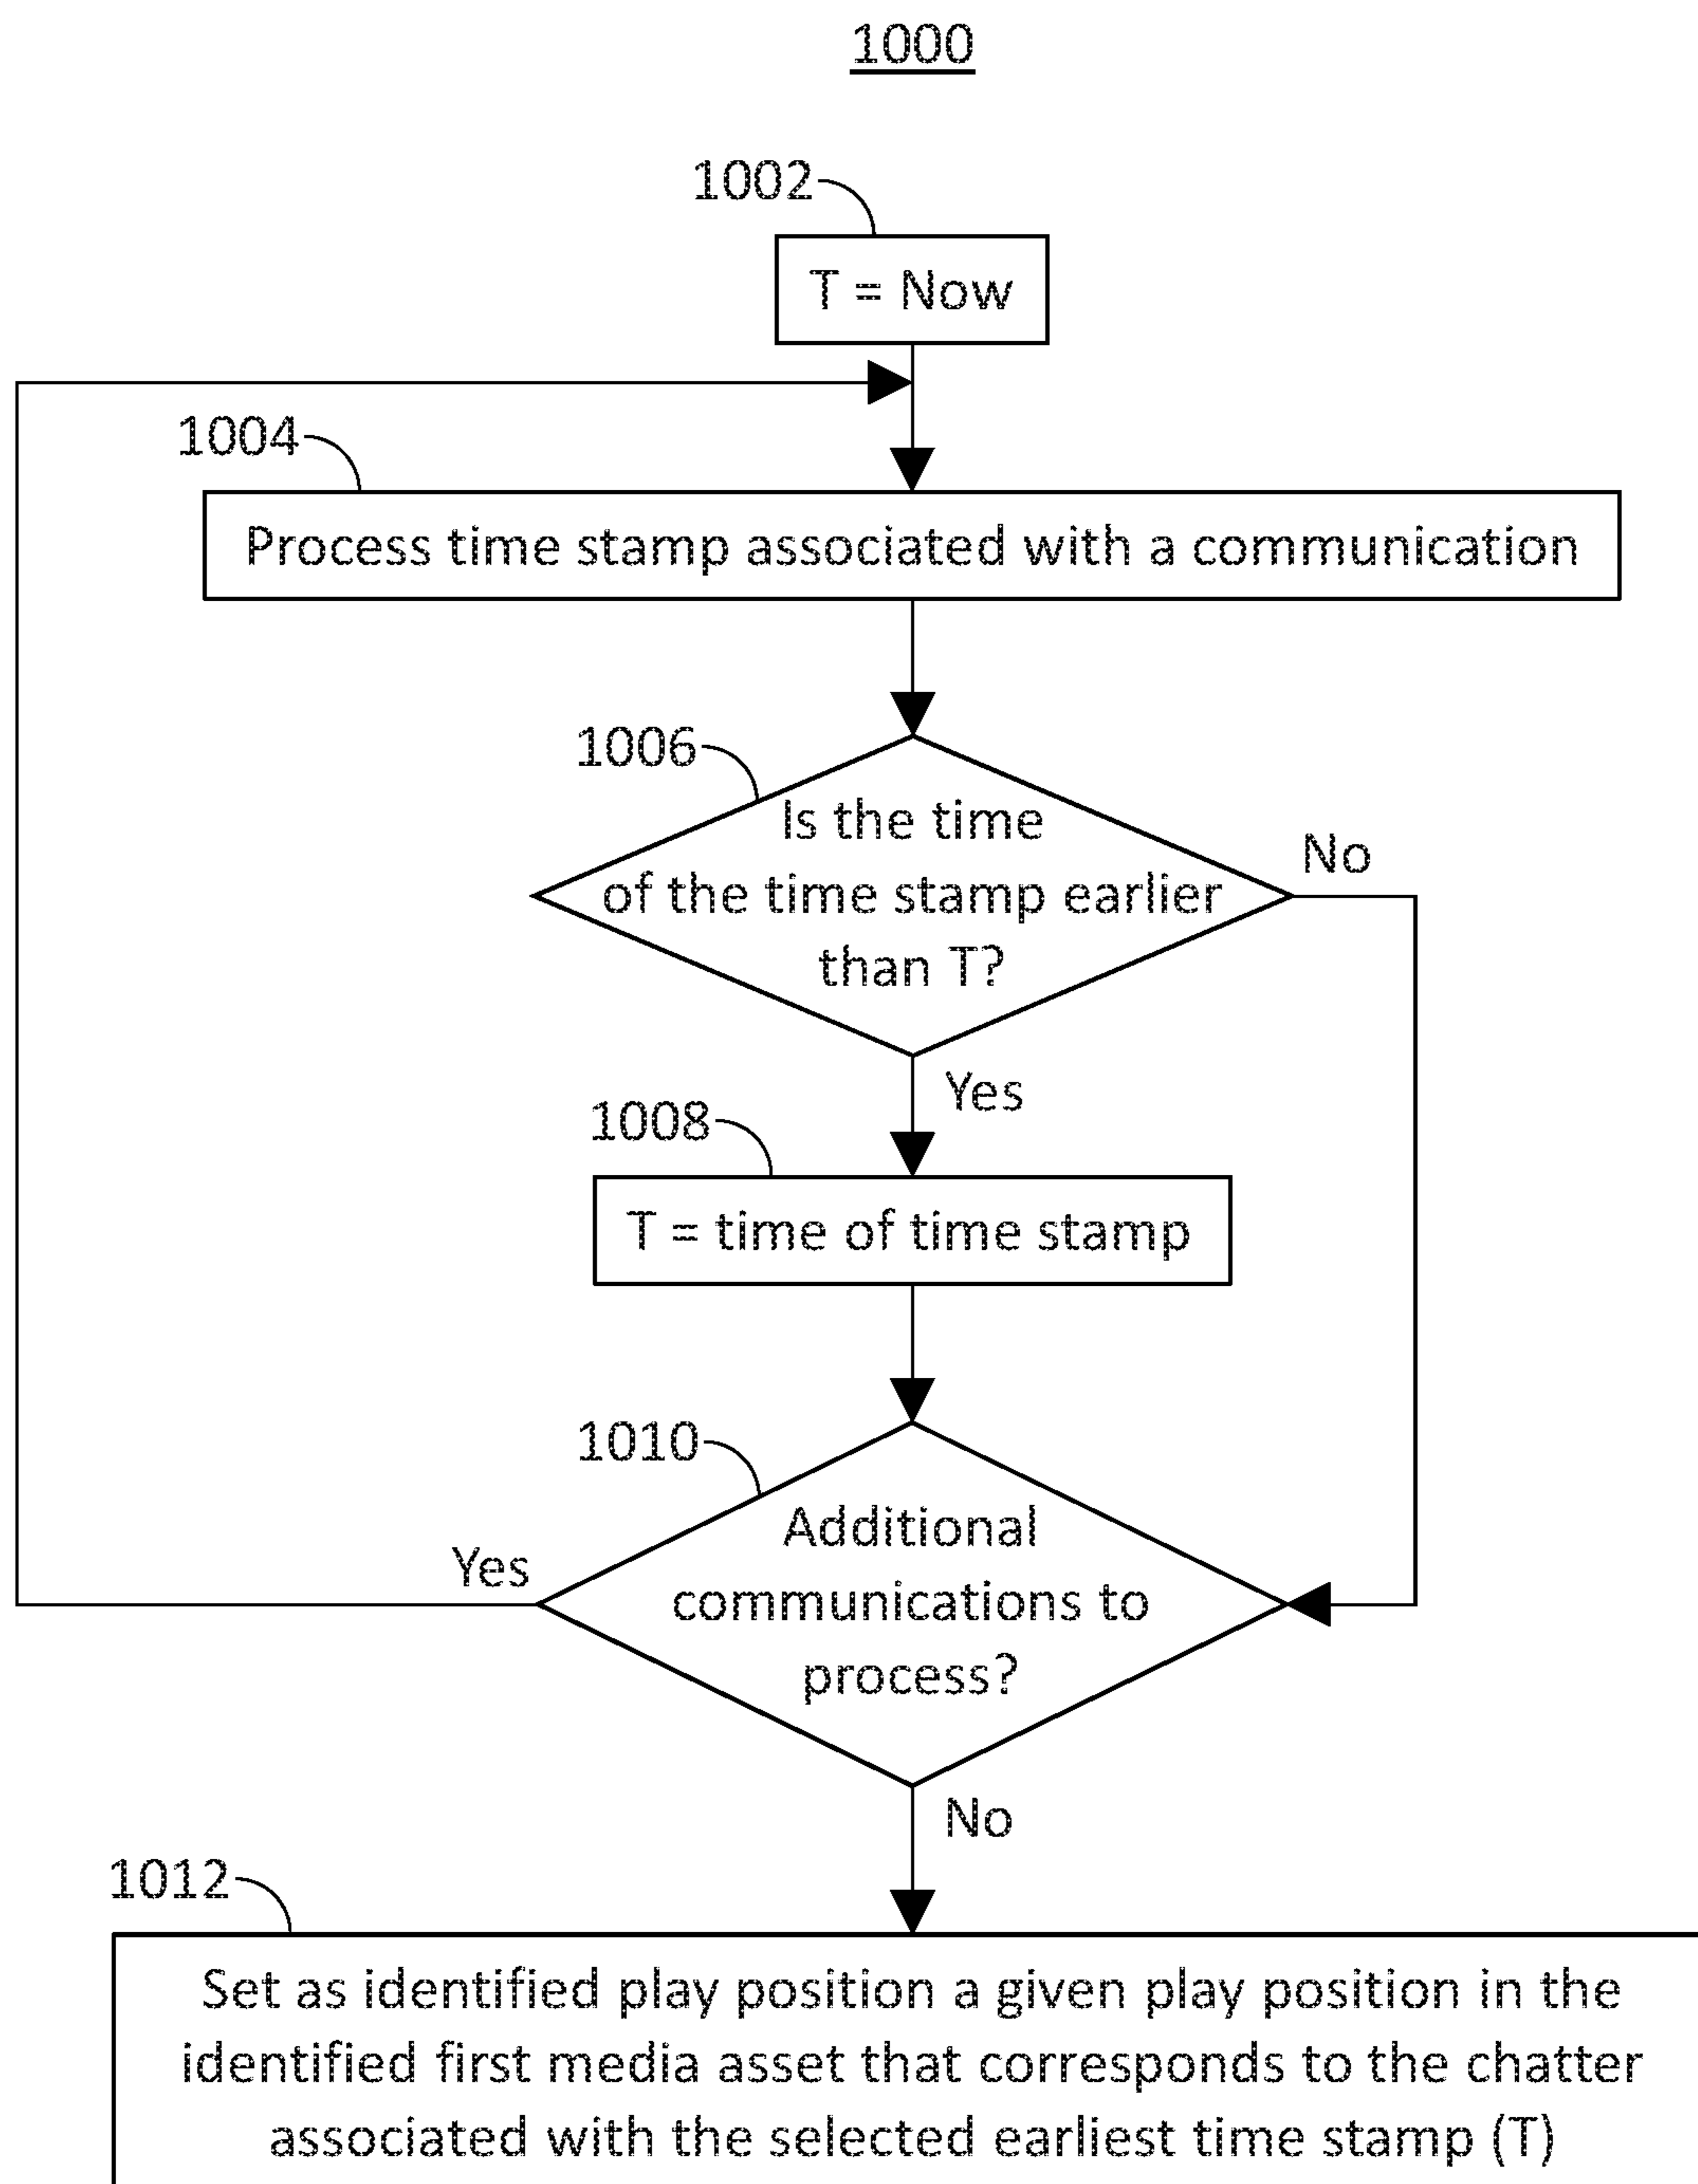 1000
1002
T = Now
1004
Process time stamp associated with a communication
1006
Is the time
of the time stamp earlier
than T?
No
Yes
1008
T = time of time stamp
1010
Additional
communications to
process?
Yes
No
1012
Set as identified play position a given play position in the
identified first media asset that corresponds to the chatter
associated with the selected earliest time stamp (T)